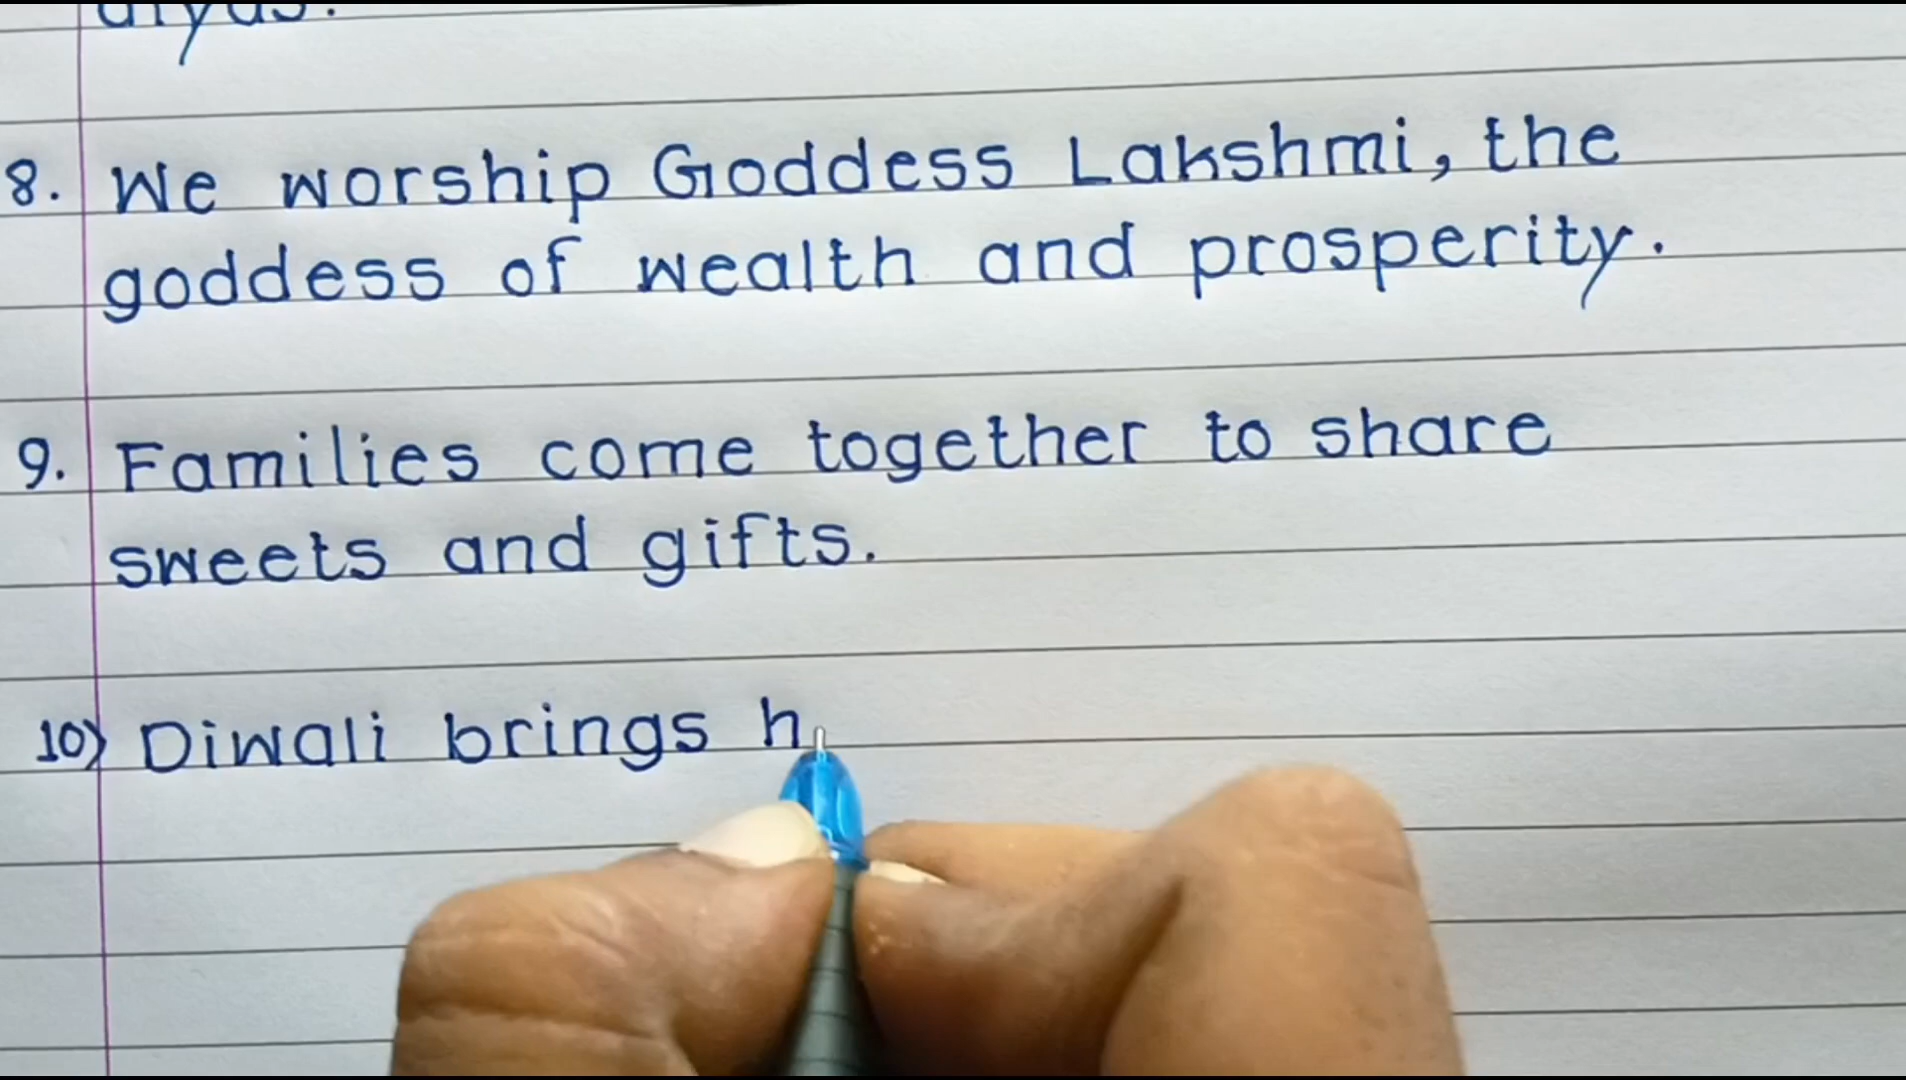 8. We worship Goddess Lakshmi, the
goddess of wealth and prosperity.
9. Families come together to share
sweets and gifts.
10) Diwali brings h